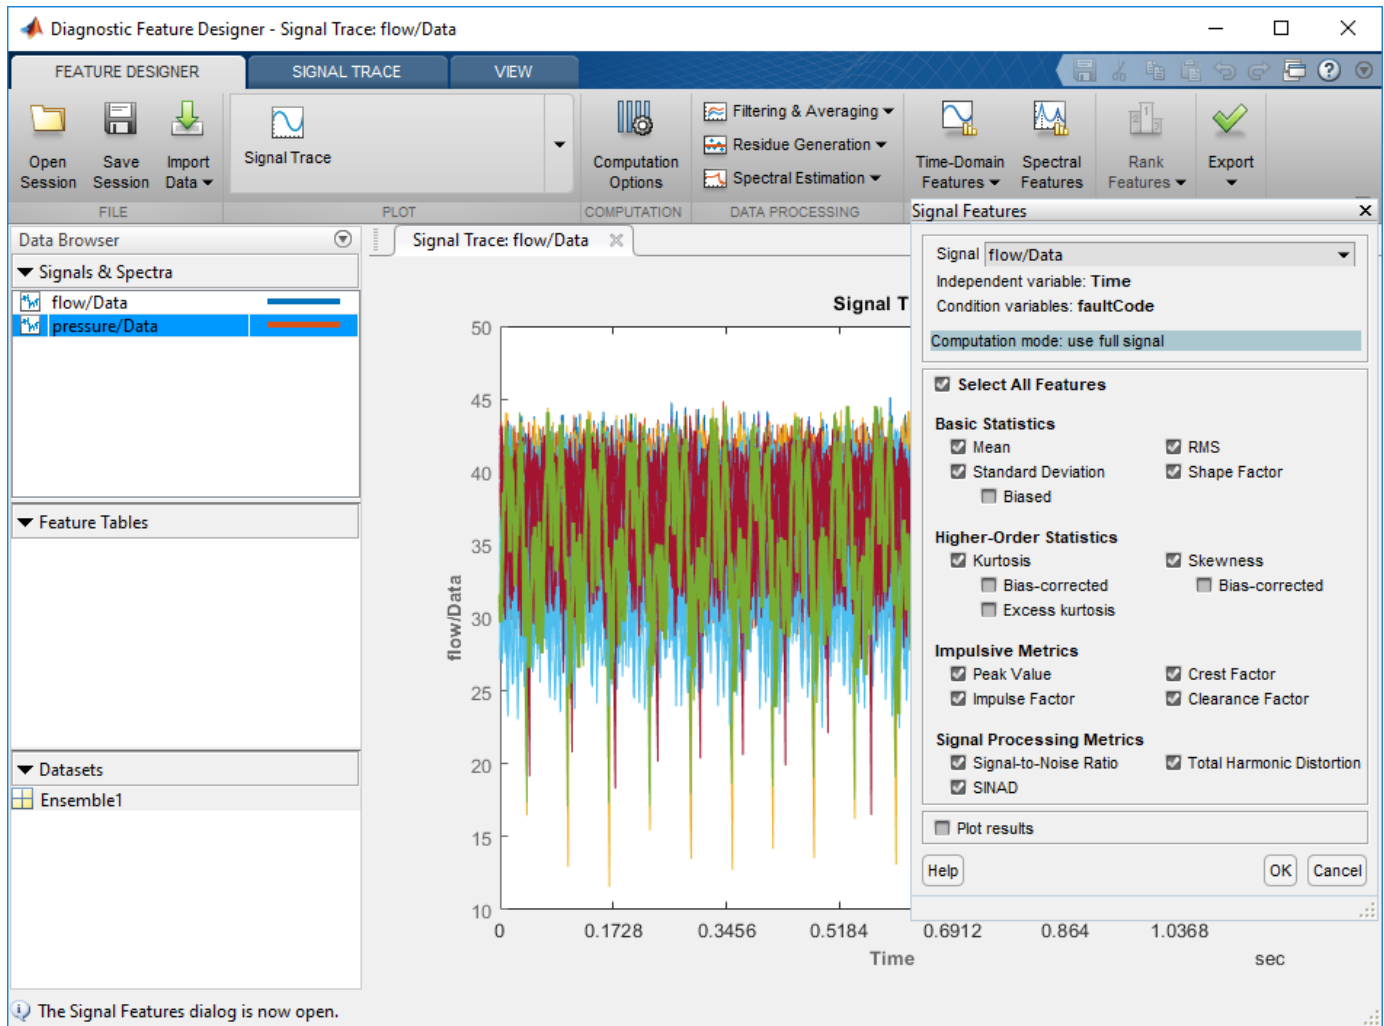 Diagnostic Feature Designer - Signal Trace: flow/Data
FEATURE DESIGNER
SIGNAL TRACE
VIEW
Open Session
Save Session
Import Data
Signal Trace
Computation Options
Filtering & Averaging
Residue Generation
Spectral Estimation
Time-Domain Features
Spectral Features
Rank Features
Export
FILE
PLOT
COMPUTATION
DATA PROCESSING
Data Browser
Signals & Spectra
flow/Data
pressure/Data
Feature Tables
Datasets
Ensemble1
Signal Trace: flow/Data
Signal T
50
45
40
35
30
25
20
15
10
flow/Data
0
0.1728
0.3456
0.5184
0.6912
0.864
1.0368
Time
sec
Signal Features
Signal flow/Data
Independent variable: Time
Condition variables: faultCode
Computation mode: use full signal
Select All Features
Basic Statistics
Mean
RMS
Standard Deviation
Shape Factor
Biased
Higher-Order Statistics
Kurtosis
Skewness
Bias-corrected
Bias-corrected
Excess kurtosis
Impulsive Metrics
Peak Value
Crest Factor
Impulse Factor
Clearance Factor
Signal Processing Metrics
Signal-to-Noise Ratio
Total Harmonic Distortion
SINAD
Plot results
Help
OK
Cancel
The Signal Features dialog is now open.